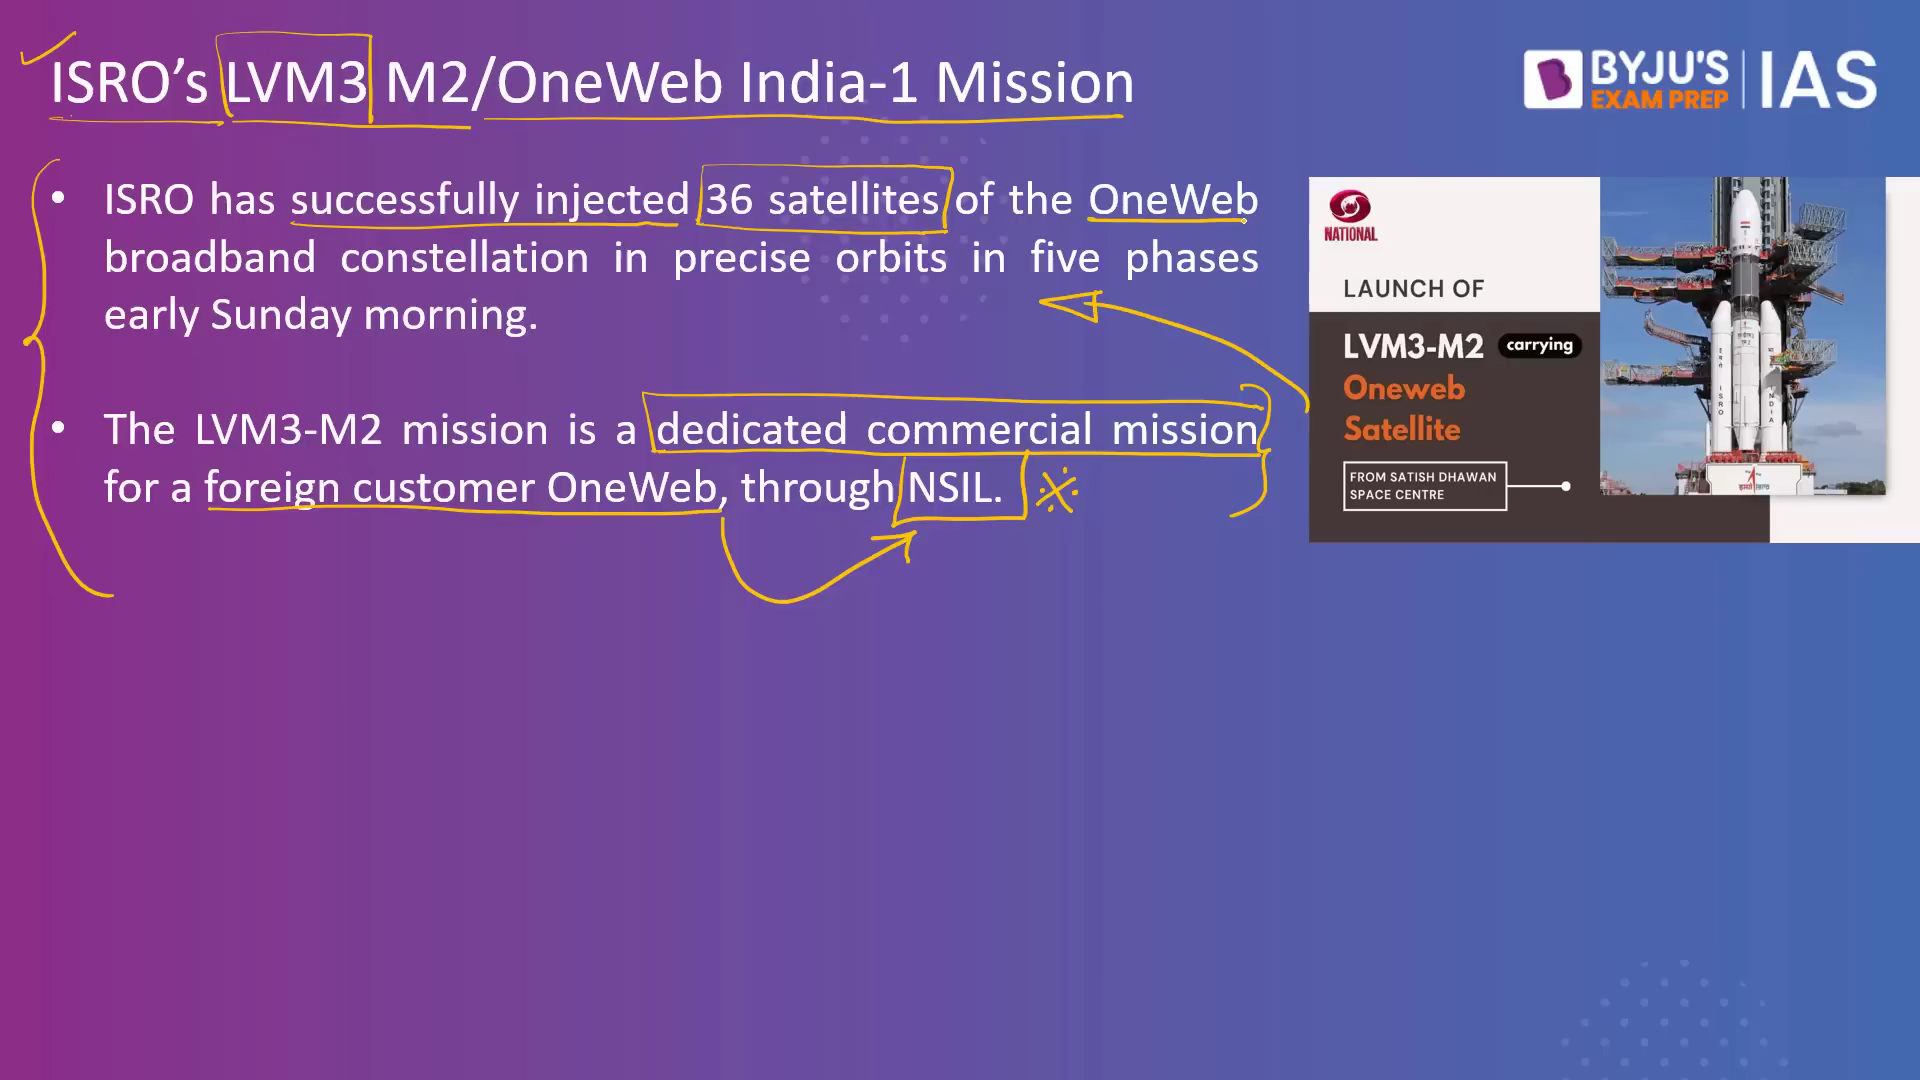 ISRO's LVM3 M2/OneWeb India-1 Mission
BYJU'S
EXAM PREP
IAS
• ISRO has successfully injected 36 satellites of the OneWeb
broadband constellation in precise orbits in five phases
early Sunday morning.
• The LVM3-M2 mission is a dedicated commercial mission
for a foreign customer OneWeb, through NSIL.
NATIONAL
LAUNCH OF
LVM3-M2 carrying
Oneweb
Satellite
FROM SATISH DHAWAN
SPACE CENTRE